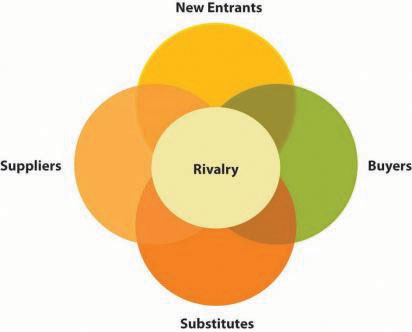 New Entrants
Suppliers
Rivalry
Buyers
Substitutes